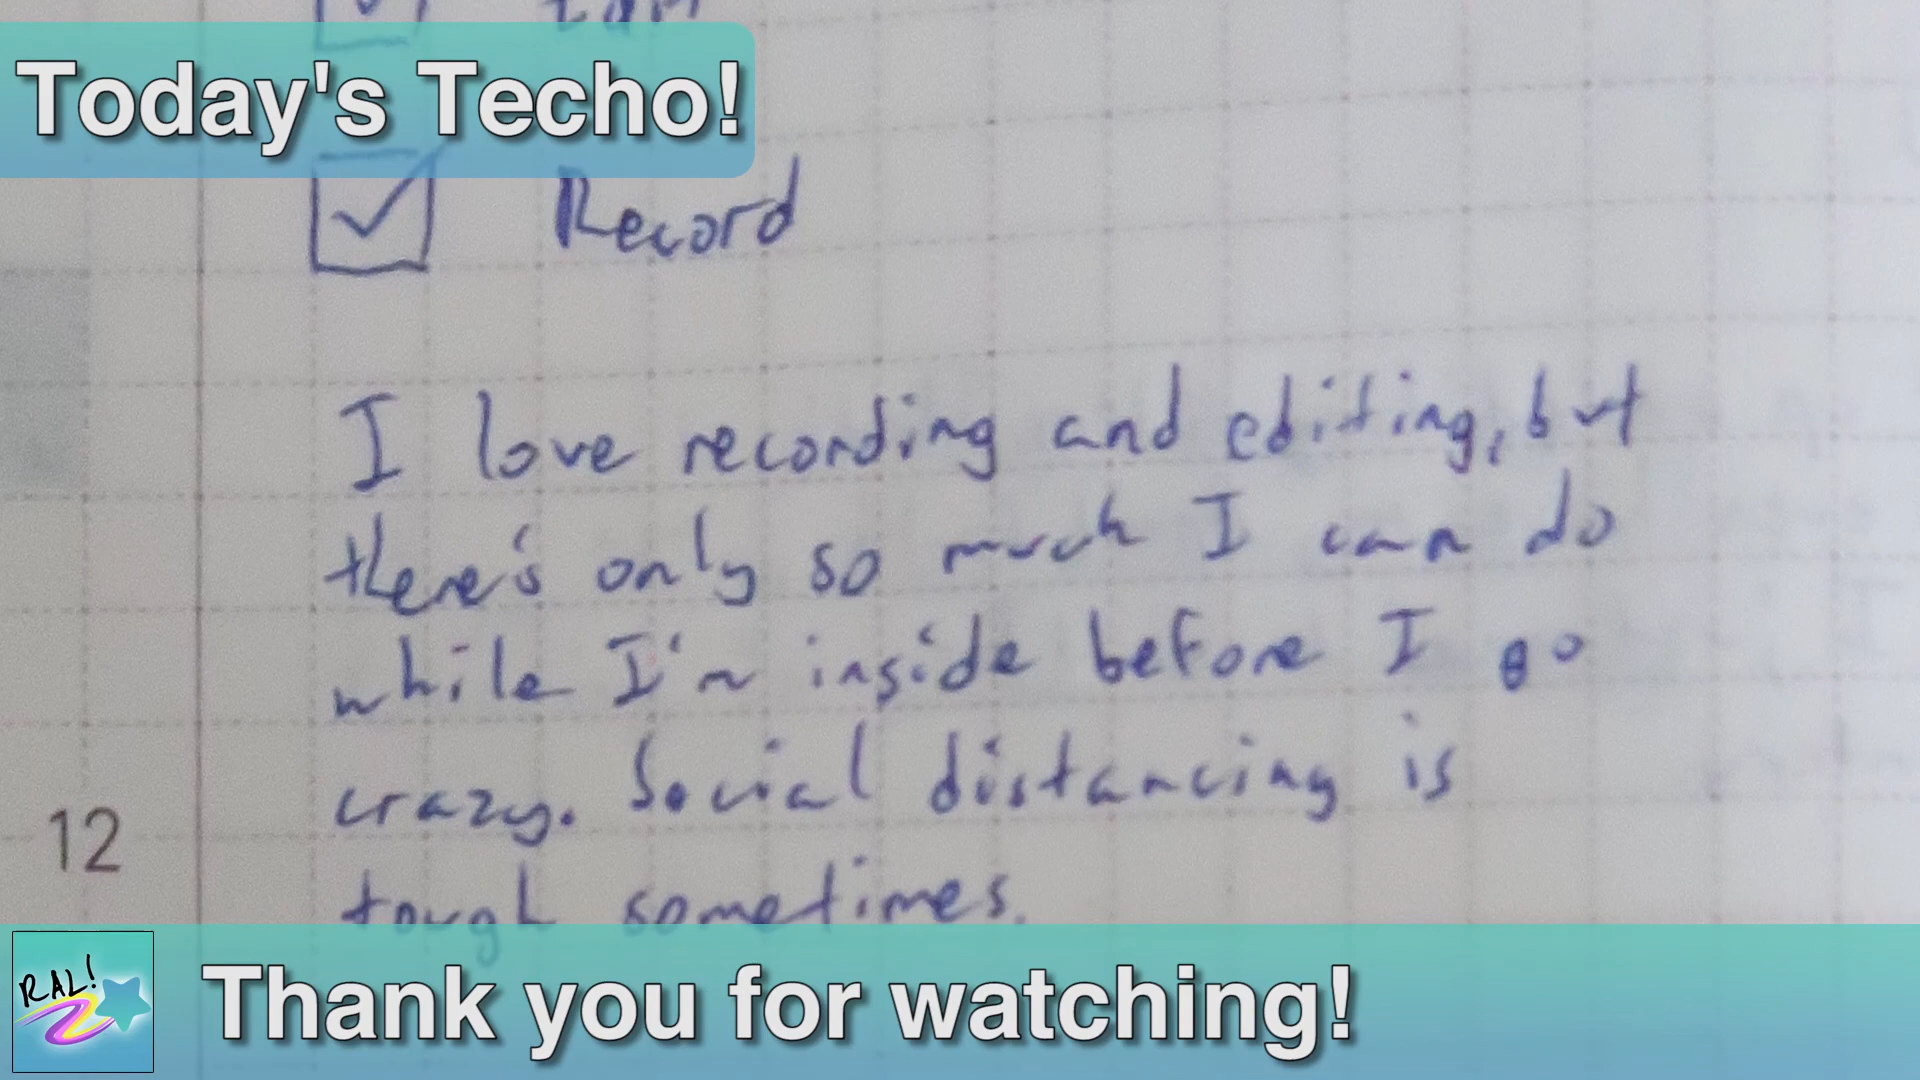 Today's Techo!
Record
I love recording and editing, but
there's only so much I can do
while I'm inside before I go
crazy. Social distancing is
12
tough sometimes.
RAL!
Thank you for watching!